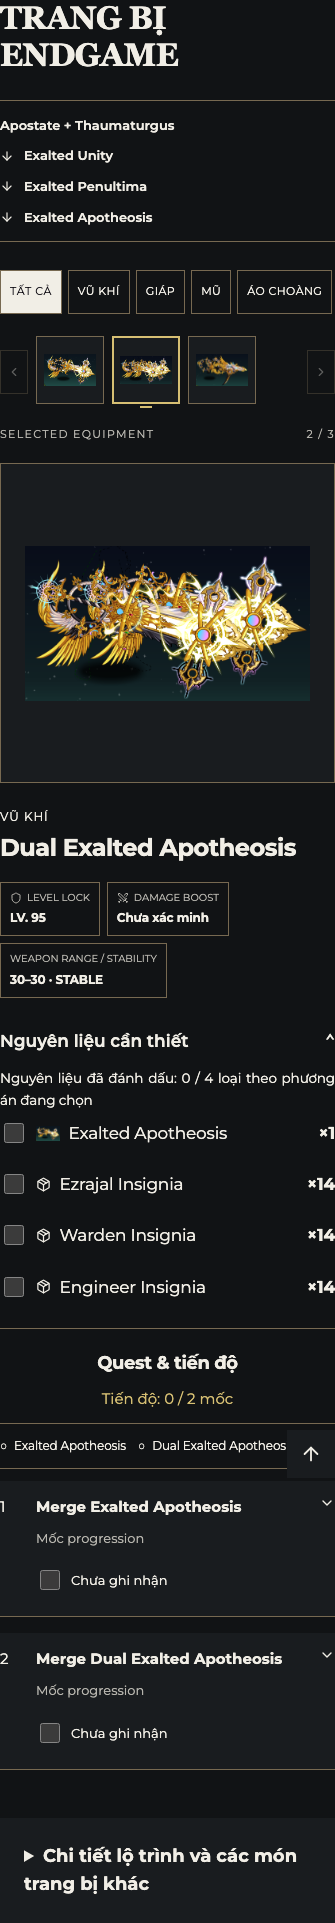 TRANG BỊ
ENDGAME
Apostate + Thaumaturgus
↓ Exalted Unity
↓ Exalted Penultima
↓ Exalted Apotheosis
TẤT CẢ VŨ KHÍ GIÁP MŨ ÁO CHOÀNG
SELECTED EQUIPMENT 2 / 3
VŨ KHÍ
Dual Exalted Apotheosis
LEVEL LOCK
LV. 95
DAMAGE BOOST
Chưa xác minh
WEAPON RANGE / STABILITY
30–30 · STABLE
Nguyên liệu cần thiết
Nguyên liệu đã đánh dấu: 0 / 4 loại theo phương
án đang chọn
Exalted Apotheosis ×1
Ezrajal Insignia ×14
Warden Insignia ×14
Engineer Insignia ×14
Quest & tiến độ
Tiến độ: 0 / 2 mốc
Exalted Apotheosis Dual Exalted Apotheos
1 Merge Exalted Apotheosis
Mốc progression
Chưa ghi nhận
2 Merge Dual Exalted Apotheosis
Mốc progression
Chưa ghi nhận
▶ Chi tiết lộ trình và các món
trang bị khác